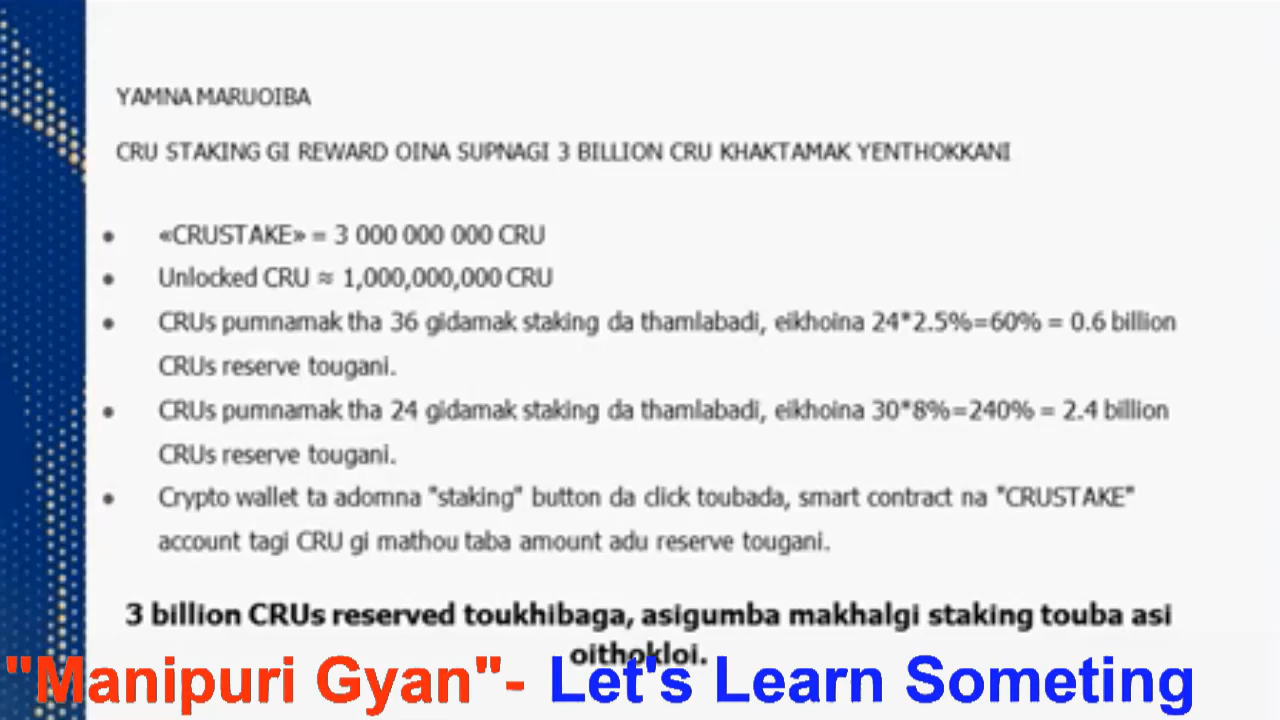 YAMNA MARUOIBA
CRU STAKING GI REWARD OINA SUPNAGI 3 BILLION CRU KHAKTAMAK YENTHOKKANI
• «CRUSTAKE» = 3 000 000 000 CRU
• Unlocked CRU ≈ 1,000,000,000 CRU
• CRUs pumnamak tha 36 gidamak staking da thamlabadi, eikhoina 24*2.5%=60% = 0.6 billion
CRUs reserve tougani.
• CRUs pumnamak tha 24 gidamak staking da thamlabadi, eikhoina 30*8%=240% = 2.4 billion
CRUs reserve tougani.
• Crypto wallet ta adomna "staking" button da click toubada, smart contract na "CRUSTAKE"
account tagi CRU gi mathou taba amount adu reserve tougani.
3 billion CRUs reserved toukhibaga, asigumba makhalgi staking touba asi
oithokloi.
"Manipuri Gyan"- Let's Learn Someting